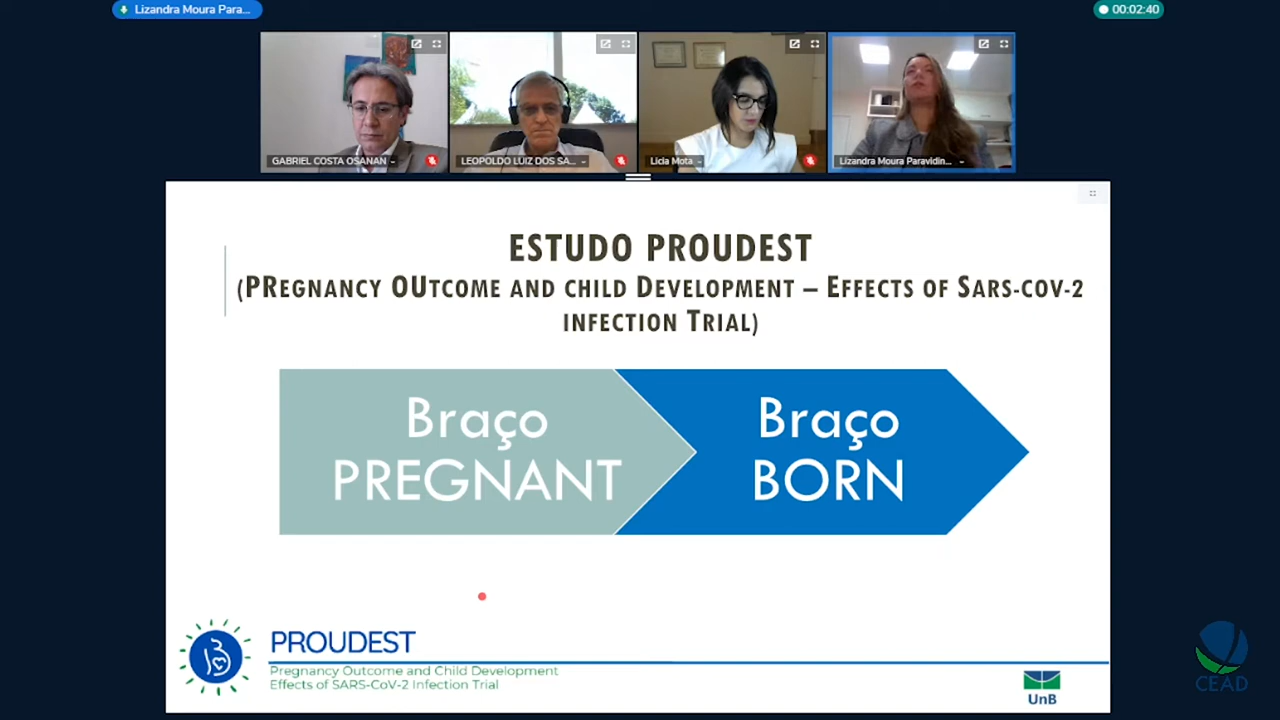 Lizandra Moura Para...
00:02:40
GABRIEL COSTA OSANAN
LEOPOLDO LUIZ DOS SA...
Licia Mota
Lizandra Moura Paravidin...
ESTUDO PROUDEST
(PREGNANCY OUTCOME AND CHILD DEVELOPMENT – EFFECTS OF SARS-COV-2
INFECTION TRIAL)
Braço
PREGNANT
Braço
BORN
PROUDEST
Pregnancy Outcome and Child Development
Effects of SARS-CoV-2 Infection Trial
UnB
CEAD